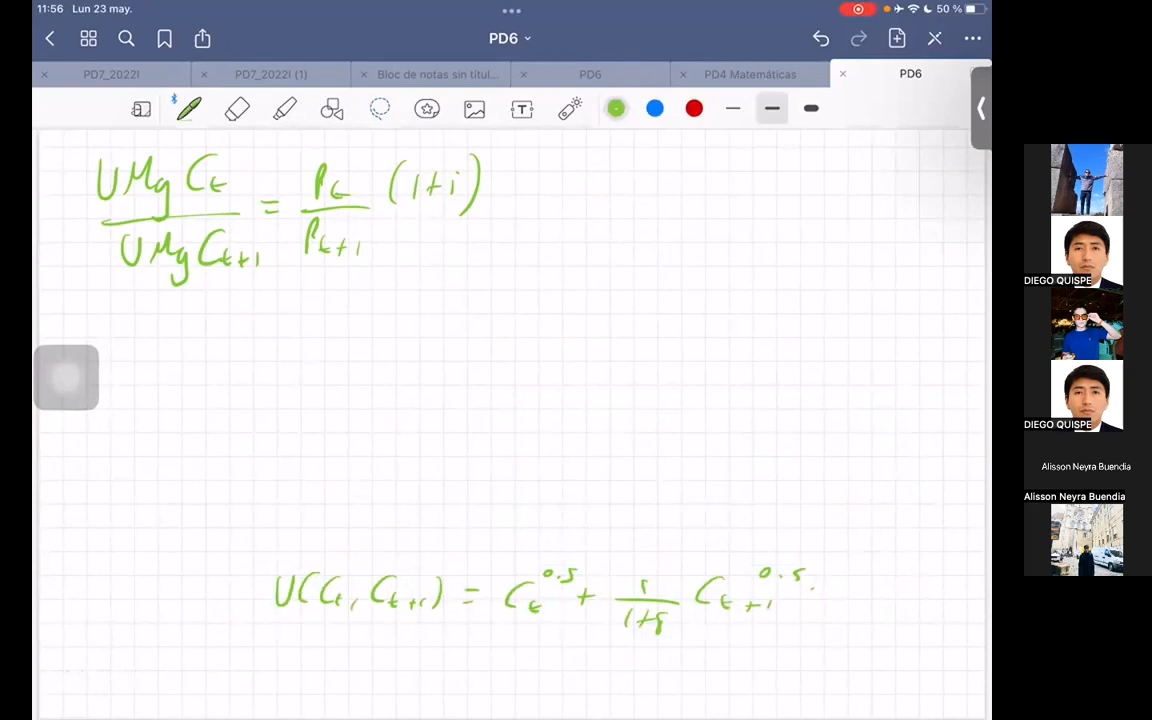 11:56 Lun 23 may.
50 %
PD6
PD7_2022I
PD7_2022I (1)
Bloc de notas sin títul...
PD6
PD4 Matemáticas
PD6
UMg Ct / UMg Ct+1 = Pt / Pt+1 (1+i)
U(Ct, Ct+1) = Ct^0.5 + 1/(1+δ) Ct+1^0.5
DIEGO QUISPE
DIEGO QUISPE
Alisson Neyra Buendia
Alisson Neyra Buendia